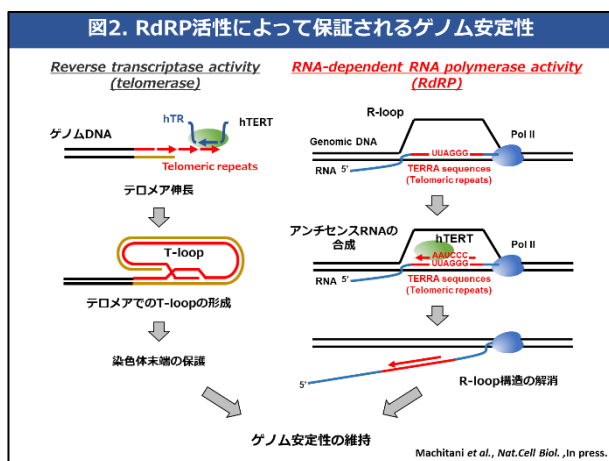 図2. RdRP活性によって保証されるゲノム安定性
Reverse transcriptase activity
(telomerase)
hTR
hTERT
ゲノムDNA
Telomeric repeats
テロメア伸長
T-loop
テロメアでのT-loopの形成
染色体末端の保護
RNA-dependent RNA polymerase activity
(RdRP)
R-loop
Genomic DNA
Pol II
UUAGGG
RNA 5'
TERRA sequences
(Telomeric repeats)
アンチセンスRNAの
合成
hTERT
Pol II
AAUCCC
UUAGGG
RNA 5'
TERRA sequences
(Telomeric repeats)
5'
R-loop構造の解消
ゲノム安定性の維持
Machitani et al., Nat.Cell Biol. ,In press.